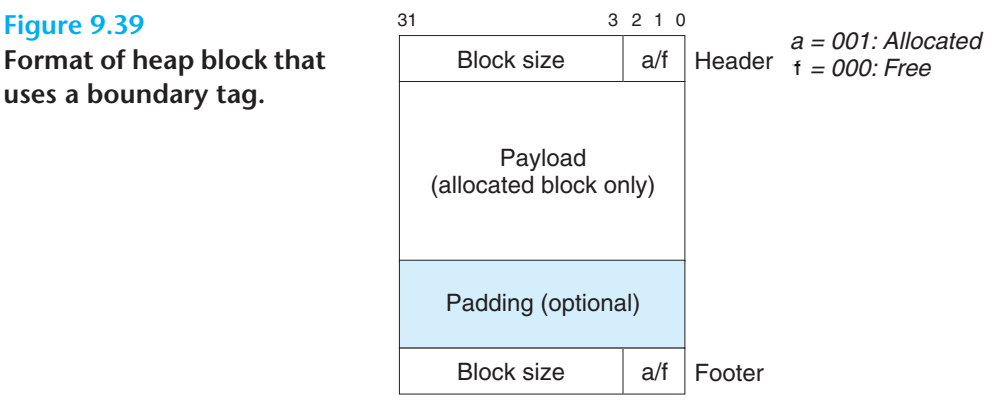 Figure 9.39
Format of heap block that
uses a boundary tag.
31 3 2 1 0
Block size a/f Header
a = 001: Allocated
f = 000: Free
Payload
(allocated block only)
Padding (optional)
Block size a/f Footer